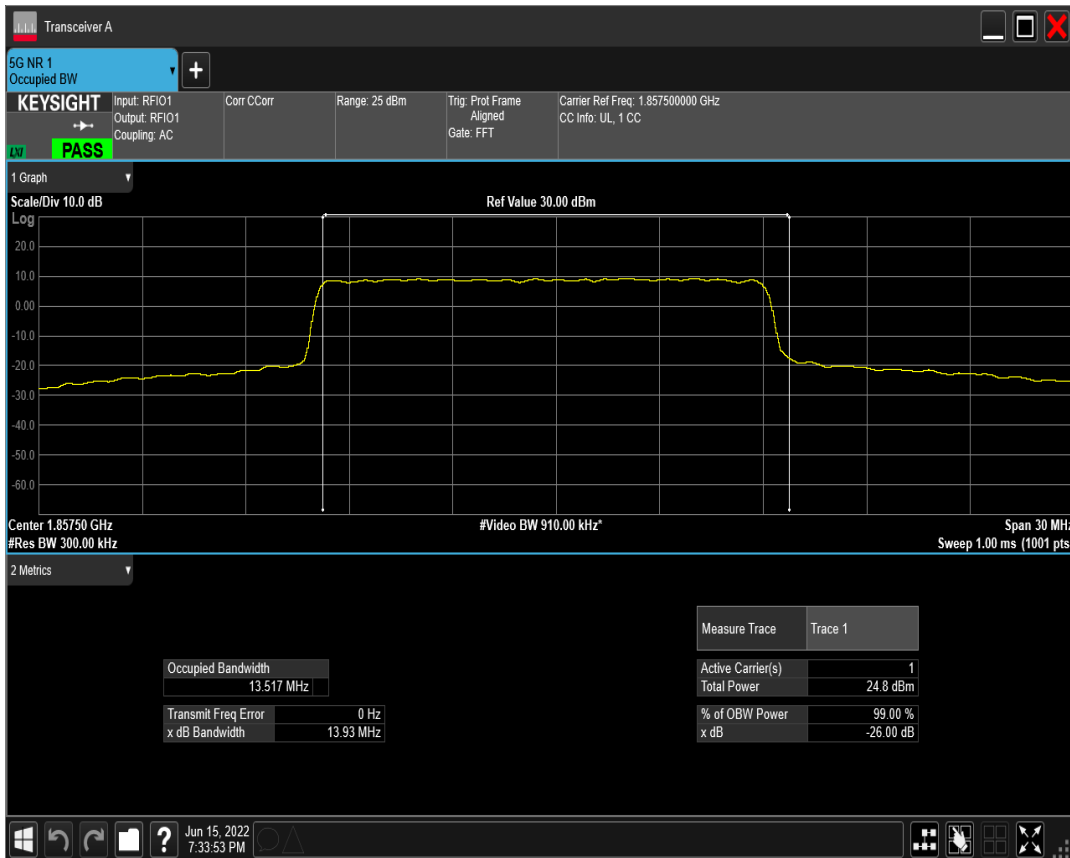 Transceiver A
5G NR 1
Occupied BW
+
KEYSIGHT
LXI
PASS
Input: RFIO1
Output: RFIO1
Coupling: AC
Corr CCorr
Range: 25 dBm
Trig: Prot Frame
Aligned
Gate: FFT
Carrier Ref Freq: 1.857500000 GHz
CC Info: UL, 1 CC
1 Graph
Scale/Div 10.0 dB
Ref Value 30.00 dBm
Log
20.0
10.0
0.00
-10.0
-20.0
-30.0
-40.0
-50.0
-60.0
Center 1.85750 GHz
#Video BW 910.00 kHz*
Span 30 MHz
#Res BW 300.00 kHz
Sweep 1.00 ms (1001 pts
2 Metrics
Measure Trace
Trace 1
Occupied Bandwidth
13.517 MHz
Active Carrier(s)
1
Total Power
24.8 dBm
Transmit Freq Error
0 Hz
x dB Bandwidth
13.93 MHz
% of OBW Power
99.00 %
x dB
-26.00 dB
?
Jun 15, 2022
7:33:53 PM